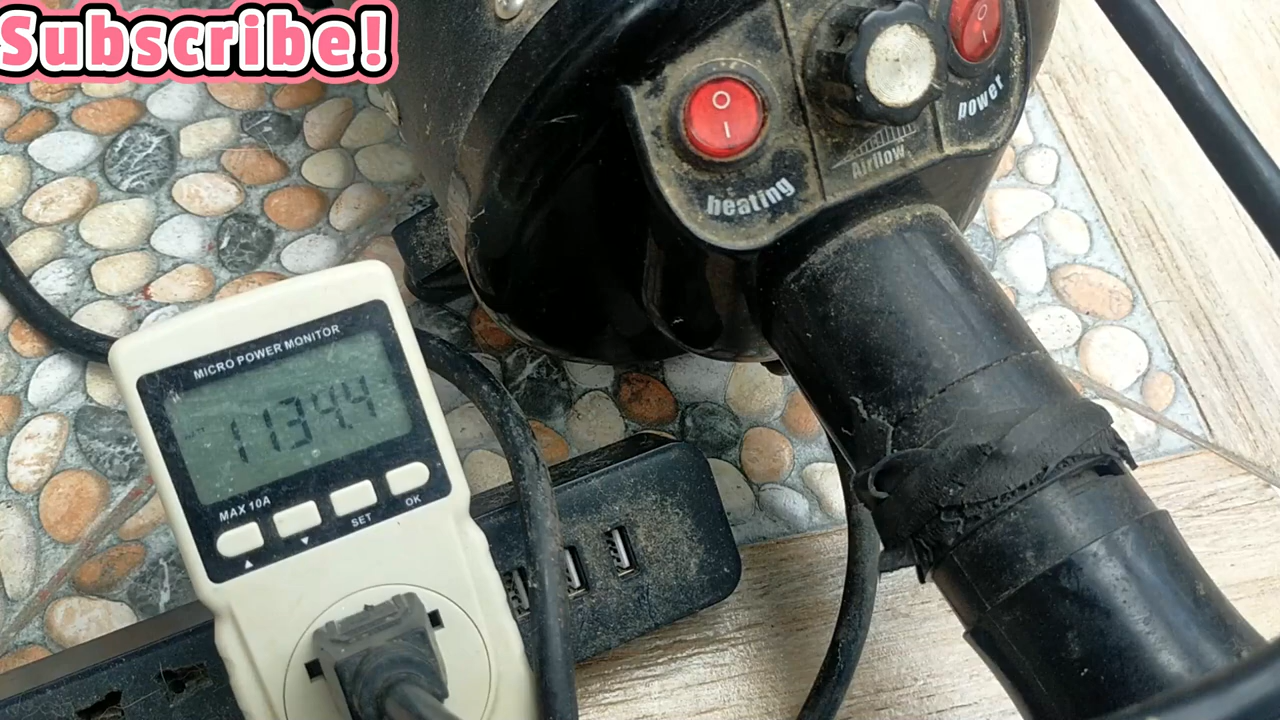 Subscribe!
O
I
heating
Airflow
O
I
power
MICRO POWER MONITOR
1134.4
MAX 10A
SET
OK